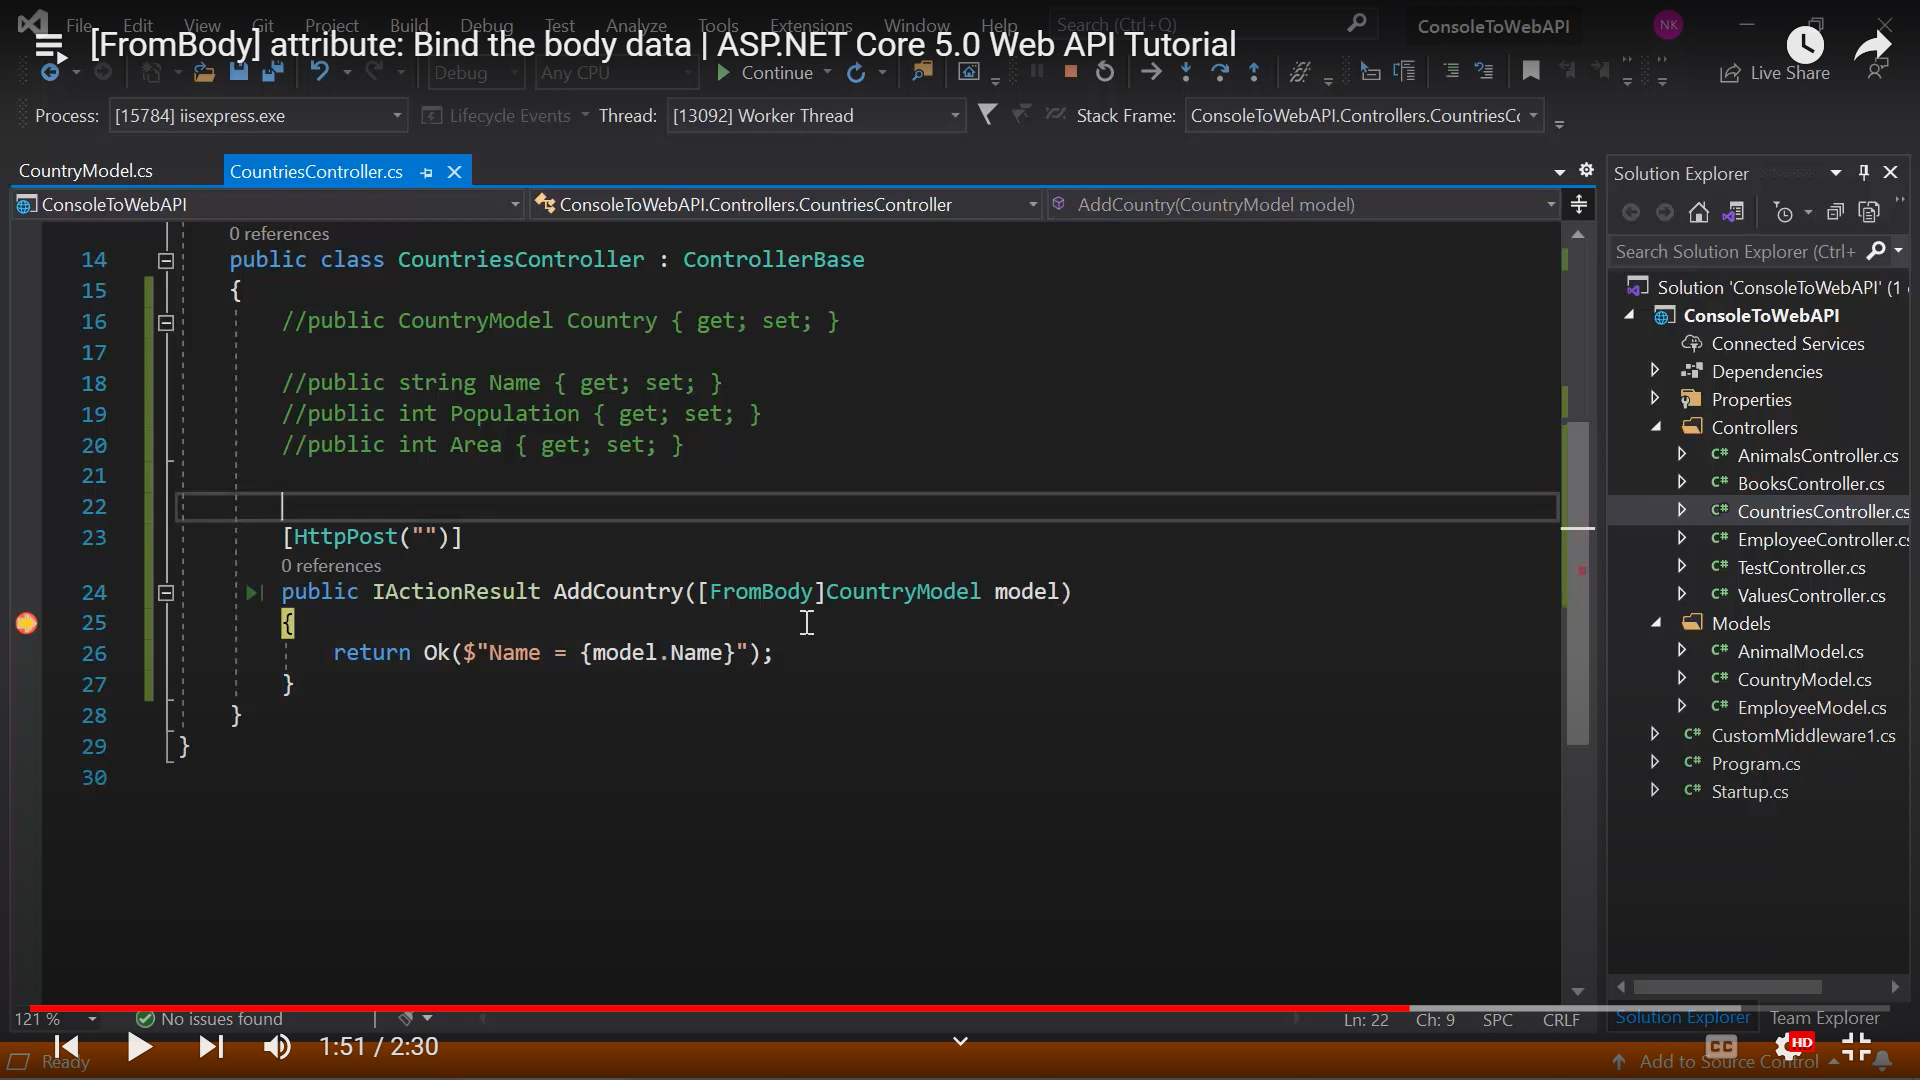 File Edit View Git Project Build Debug Test Analyze Tools Extensions Window Help Search (Ctrl+Q) ConsoleToWebAPI NK
[FromBody] attribute: Bind the body data | ASP.NET Core 5.0 Web API Tutorial
Debug Any CPU Continue Live Share
Process: [15784] iisexpress.exe Lifecycle Events Thread: [13092] Worker Thread Stack Frame: ConsoleToWebAPI.Controllers.CountriesCo
CountryModel.cs CountriesController.cs
ConsoleToWebAPI ConsoleToWebAPI.Controllers.CountriesController AddCountry(CountryModel model)
0 references
14 public class CountriesController : ControllerBase
15 {
16 //public CountryModel Country { get; set; }
17
18 //public string Name { get; set; }
19 //public int Population { get; set; }
20 //public int Area { get; set; }
21
22
23 [HttpPost("")]
0 references
24 public IActionResult AddCountry([FromBody]CountryModel model)
25 {
26 return Ok($"Name = {model.Name}");
27 }
28 }
29 }
30
Solution Explorer
Search Solution Explorer (Ctrl+
Solution 'ConsoleToWebAPI' (1
ConsoleToWebAPI
Connected Services
Dependencies
Properties
Controllers
C# AnimalsController.cs
C# BooksController.cs
C# CountriesController.cs
C# EmployeeController.cs
C# TestController.cs
C# ValuesController.cs
Models
C# AnimalModel.cs
C# CountryModel.cs
C# EmployeeModel.cs
C# CustomMiddleware1.cs
C# Program.cs
C# Startup.cs
121 % No issues found Ln: 22 Ch: 9 SPC CRLF
Solution Explorer Team Explorer
1:51 / 2:30 CC HD
Ready Add to Source Control